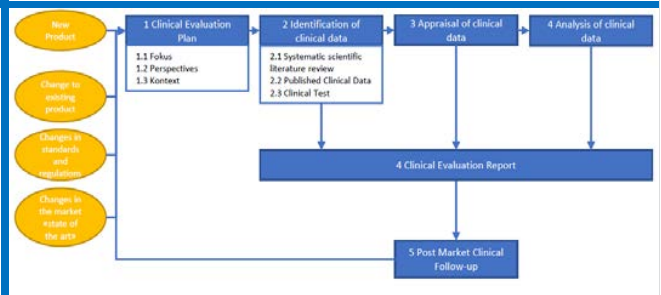 New
Product
Change to
existing
product
Changes in
standards
and
regulations
Changes in
the market
«state of
the art»
1 Clinical Evaluation
Plan
1.1 Fokus
1.2 Perspectives
1.3 Kontext
2 Identification of
clinical data
2.1 Systematic scientific
literature review
2.2 Published Clinical Data
2.3 Clinical Test
3 Appraisal of clinical
data
4 Analysis of clinical
data
4 Clinical Evaluation Report
5 Post Market Clinical
Follow-up